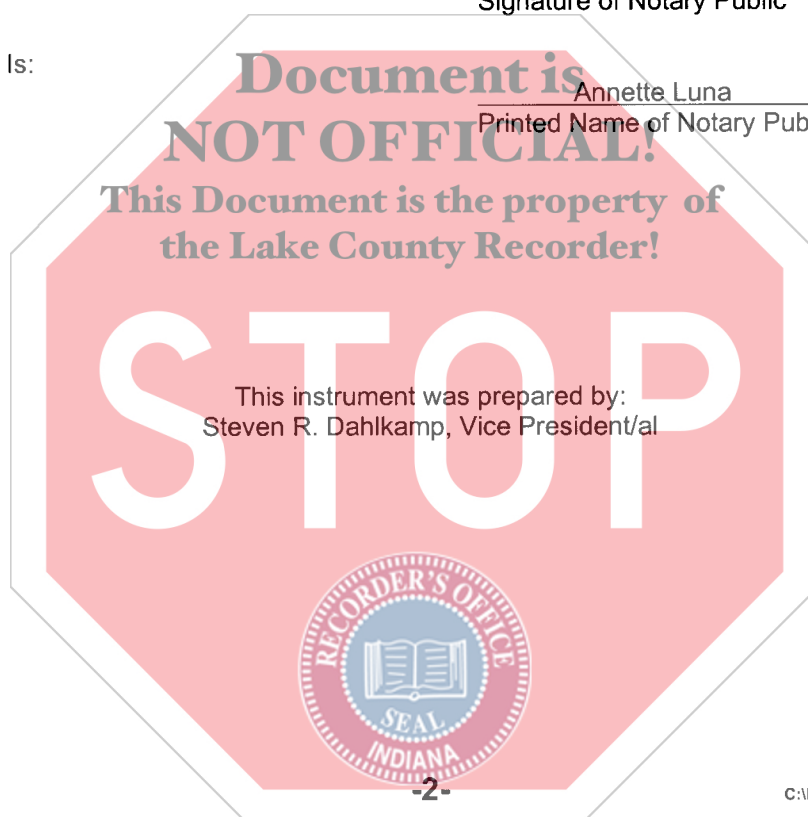 Signature of Notary Public
ls:
Document is
Annette Luna
NOT OFFICIAL!
Printed Name of Notary Pub
This Document is the property of
the Lake County Recorder!
STOP
This instrument was prepared by:
Steven R. Dahlkamp, Vice President/al
RECORDER'S OFFICE
SEAL
INDIANA
-2-
C:\